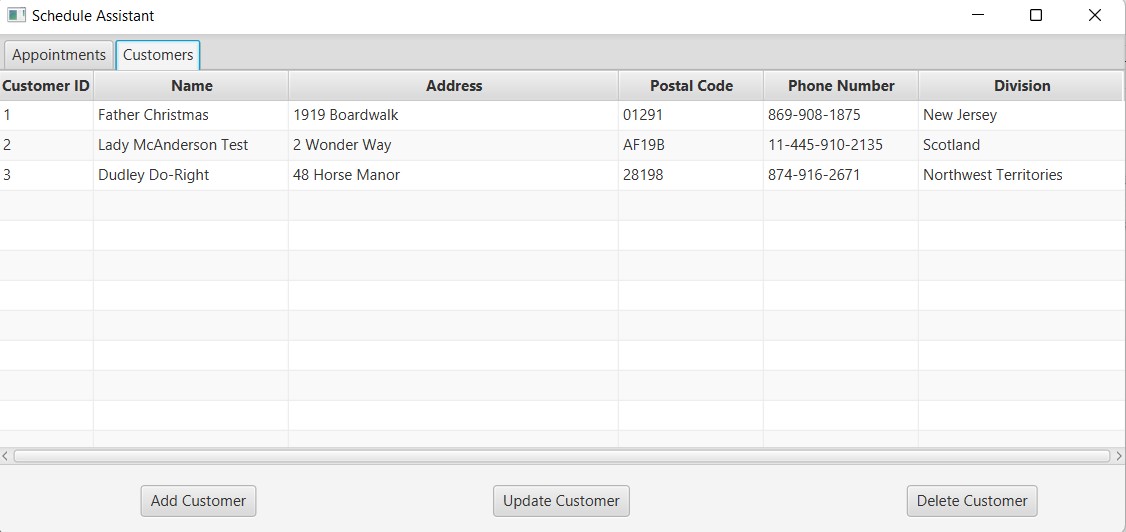 Schedule Assistant
Appointments Customers
Customer ID Name Address Postal Code Phone Number Division
1 Father Christmas 1919 Boardwalk 01291 869-908-1875 New Jersey
2 Lady McAnderson Test 2 Wonder Way AF19B 11-445-910-2135 Scotland
3 Dudley Do-Right 48 Horse Manor 28198 874-916-2671 Northwest Territories
Add Customer Update Customer Delete Customer